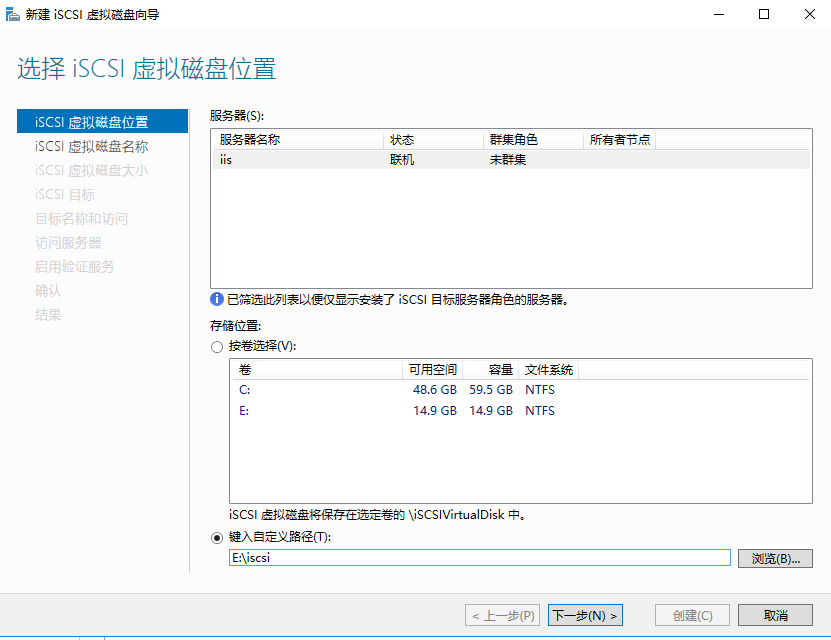 新建 iSCSI 虚拟磁盘向导
选择 iSCSI 虚拟磁盘位置
iSCSI 虚拟磁盘位置
iSCSI 虚拟磁盘名称
iSCSI 虚拟磁盘大小
iSCSI 目标
目标名称和访问
访问服务器
启用验证服务
确认
结果
服务器(S):
服务器名称 状态 群集角色 所有者节点
iis 联机 未群集
已筛选此列表以便仅显示安装了 iSCSI 目标服务器角色的服务器。
存储位置:
按卷选择(V):
卷 可用空间 容量 文件系统
C: 48.6 GB 59.5 GB NTFS
E: 14.9 GB 14.9 GB NTFS
iSCSI 虚拟磁盘将保存在选定卷的 \iSCSIVirtualDisk 中。
键入自定义路径(T):
E:\iscsi 浏览(B)...
< 上一步(P) 下一步(N) > 创建(C) 取消